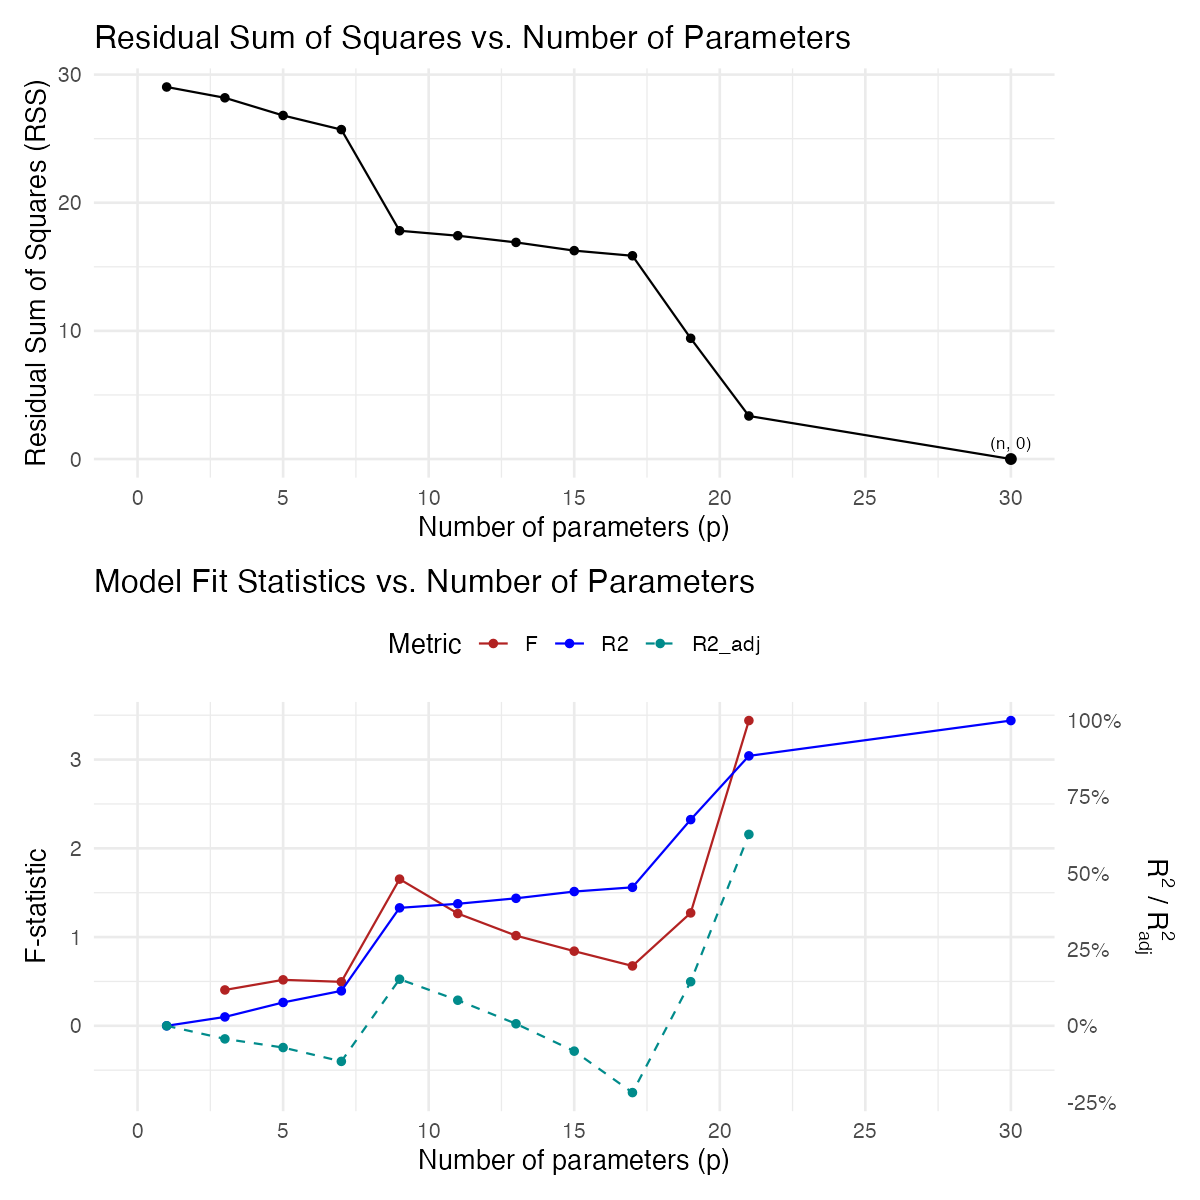 Residual Sum of Squares vs. Number of Parameters
Residual Sum of Squares (RSS)
30
20
10
0
(n, 0)
0 5 10 15 20 25 30
Number of parameters (p)
Model Fit Statistics vs. Number of Parameters
Metric F R2 R2_adj
F-statistic
3
2
1
0
100%
75%
50%
25%
0%
-25%
R² / R²adj
0 5 10 15 20 25 30
Number of parameters (p)